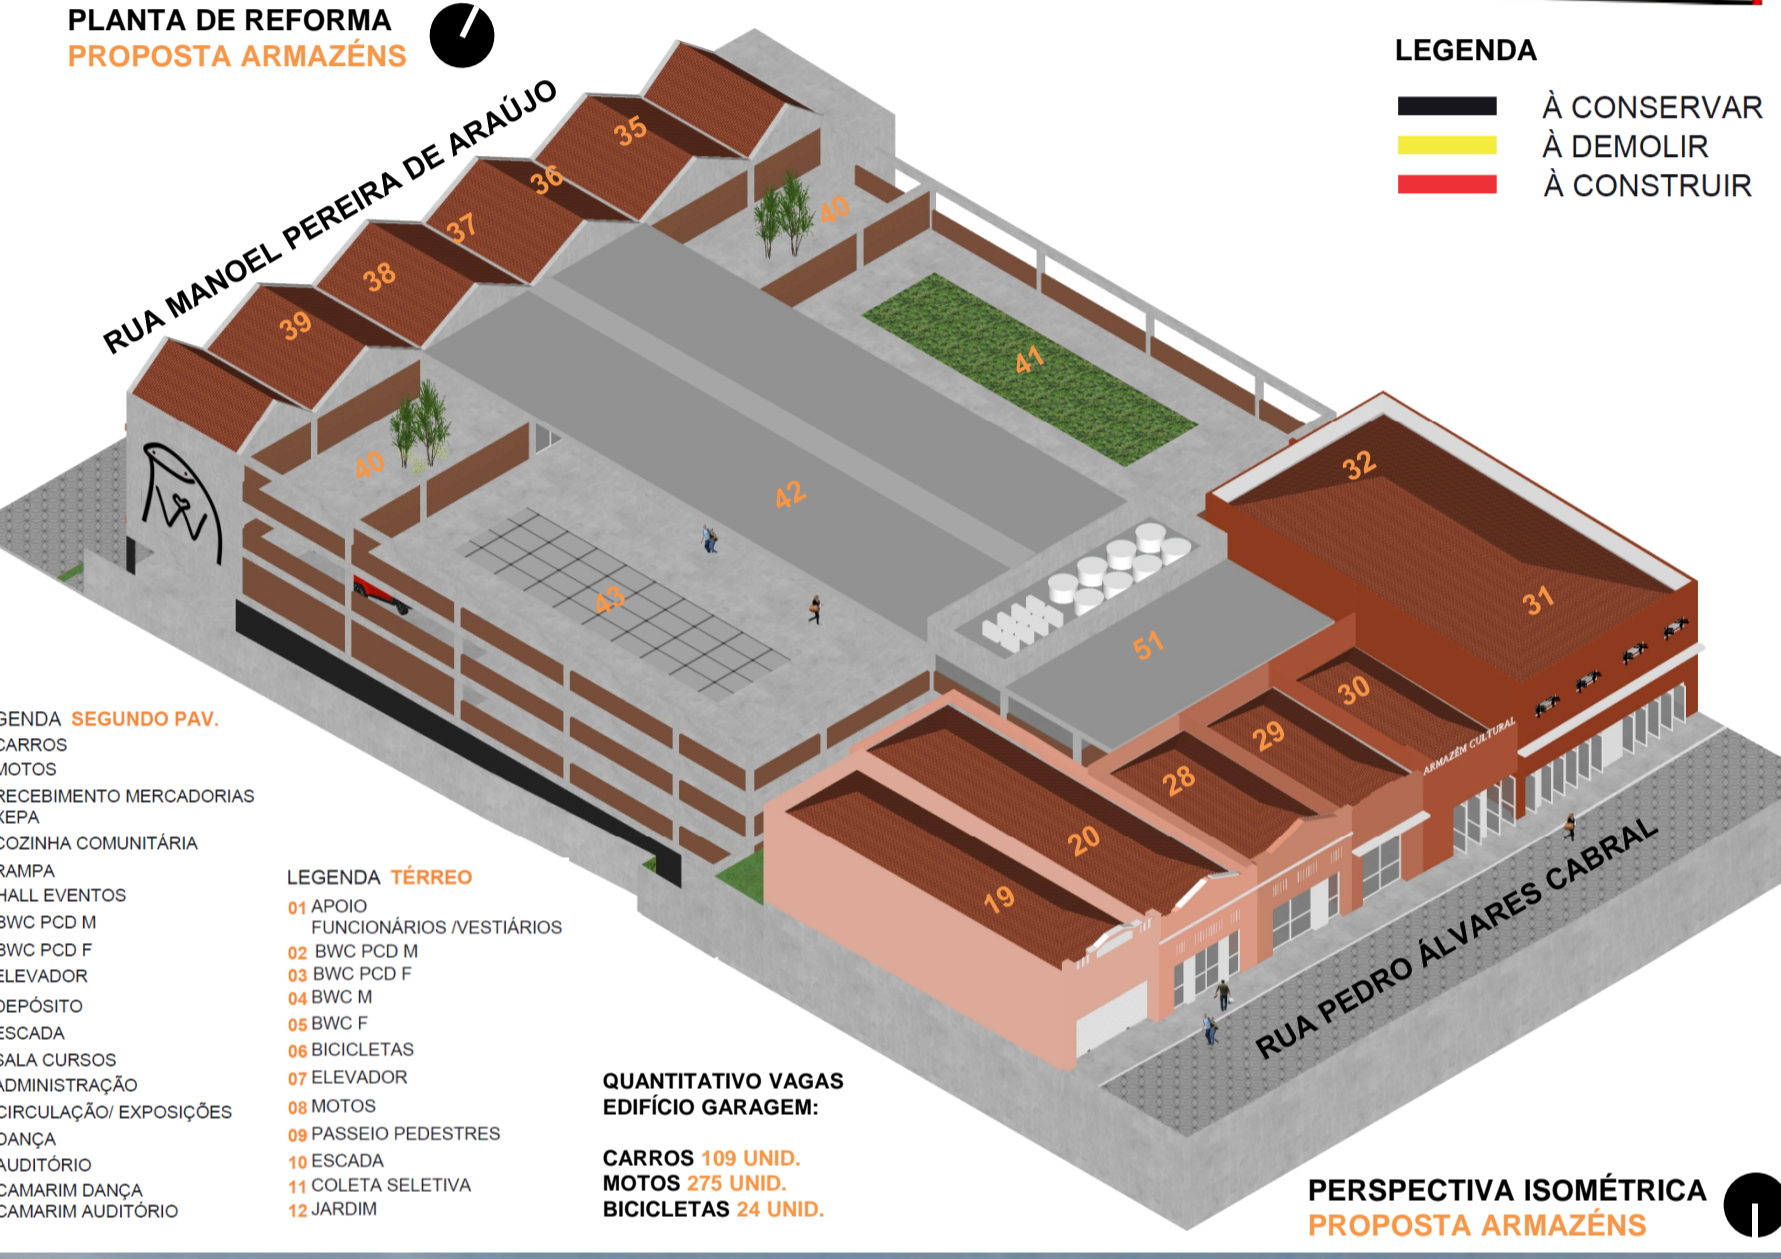 PLANTA DE REFORMA
PROPOSTA ARMAZÉNS
LEGENDA
À CONSERVAR
À DEMOLIR
À CONSTRUIR
RUA MANOEL PEREIRA DE ARAÚJO
35
36
37
38
39
40
40
41
42
43
32
31
51
30
29
28
20
19
ARMAZÉM CULTURAL
RUA PEDRO ÁLVARES CABRAL
GENDA SEGUNDO PAV.
CARROS
MOTOS
RECEBIMENTO MERCADORIAS
XEPA
COZINHA COMUNITÁRIA
RAMPA
HALL EVENTOS
BWC PCD M
BWC PCD F
ELEVADOR
DEPÓSITO
ESCADA
SALA CURSOS
ADMINISTRAÇÃO
CIRCULAÇÃO/ EXPOSIÇÕES
DANÇA
AUDITÓRIO
CAMARIM DANÇA
CAMARIM AUDITÓRIO
LEGENDA TÉRREO
01 APOIO
FUNCIONÁRIOS /VESTIÁRIOS
02 BWC PCD M
03 BWC PCD F
04 BWC M
05 BWC F
06 BICICLETAS
07 ELEVADOR
08 MOTOS
09 PASSEIO PEDESTRES
10 ESCADA
11 COLETA SELETIVA
12 JARDIM
QUANTITATIVO VAGAS
EDIFÍCIO GARAGEM:
CARROS 109 UNID.
MOTOS 275 UNID.
BICICLETAS 24 UNID.
PERSPECTIVA ISOMÉTRICA
PROPOSTA ARMAZÉNS